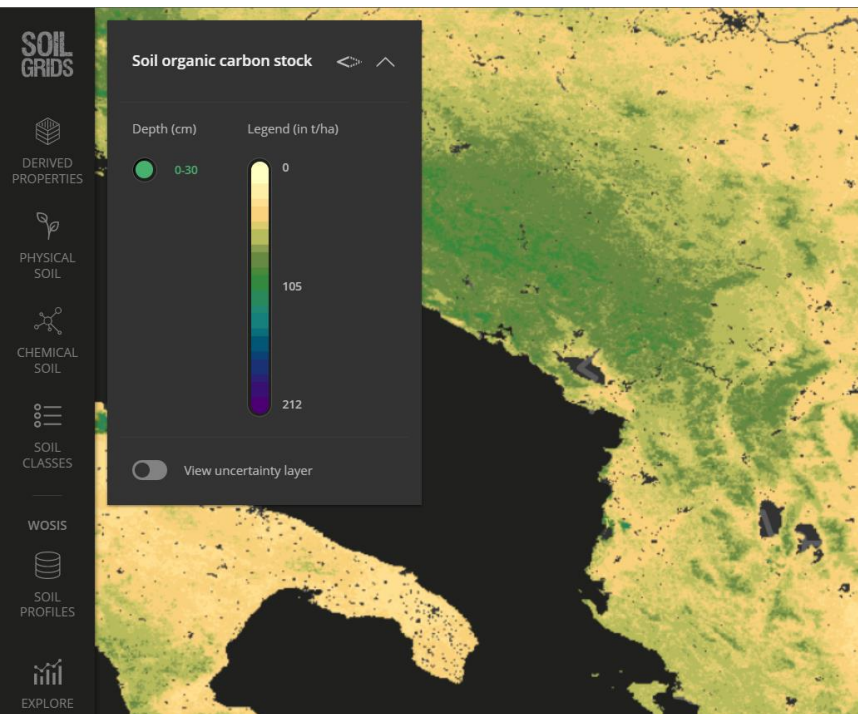 SOIL
GRIDS
DERIVED
PROPERTIES
PHYSICAL
SOIL
CHEMICAL
SOIL
SOIL
CLASSES
WOSIS
SOIL
PROFILES
EXPLORE
Soil organic carbon stock
Depth (cm)
Legend (in t/ha)
0-30
0
105
212
View uncertainty layer